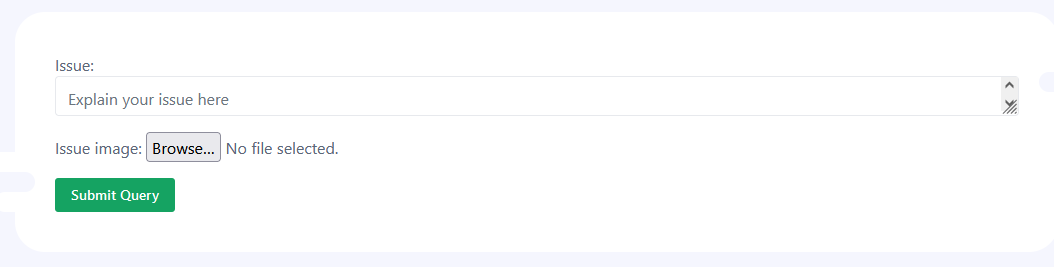 Issue:
Explain your issue here
Issue image: Browse... No file selected.
Submit Query